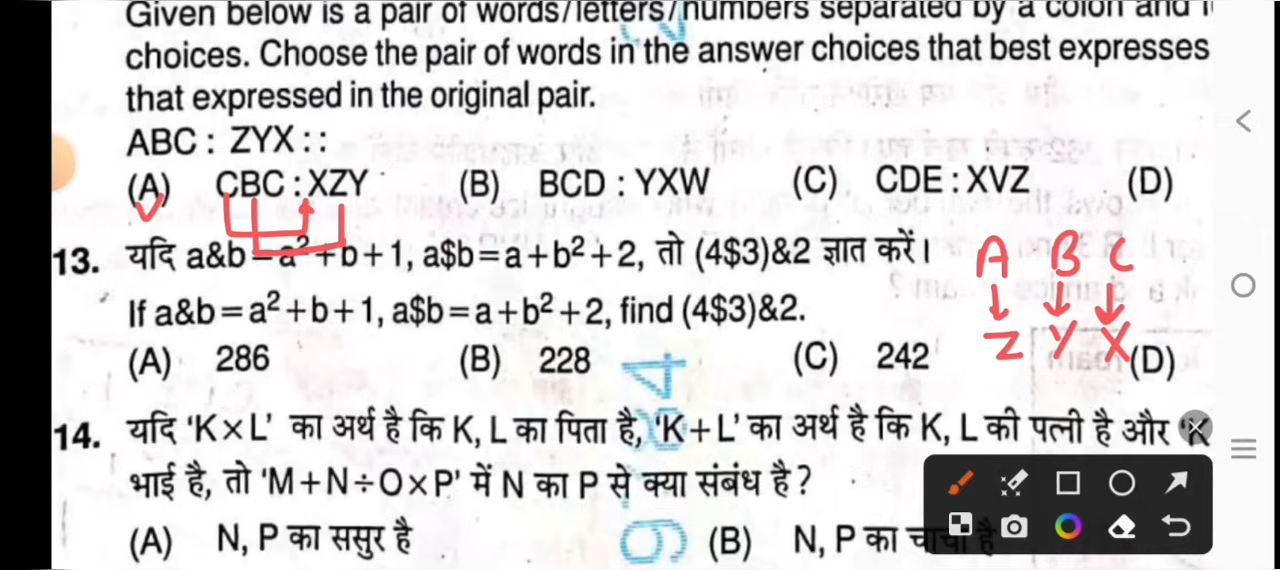 Given below is a pair of words/letters/numbers separated by a colon and
choices. Choose the pair of words in the answer choices that best expresses
that expressed in the original pair.
ABC : ZYX : :
(A) CBC : XZY (B) BCD : YXW (C) CDE : XVZ (D)
13. यदि a&b = a² + b + 1, a$b = a + b² + 2, तो (4$3)&2 ज्ञात करें।
A B C
If a&b = a² + b + 1, a$b = a + b² + 2, find (4$3)&2.
Z Y X
(A) 286 (B) 228 (C) 242 (D)
14. यदि 'K×L' का अर्थ है कि K, L का पिता है, 'K+L' का अर्थ है कि K, L की पत्नी है और 'K
भाई है, तो 'M+N÷O×P' में N का P से क्या संबंध है?
(A) N, P का ससुर है (B) N, P का चाचा है